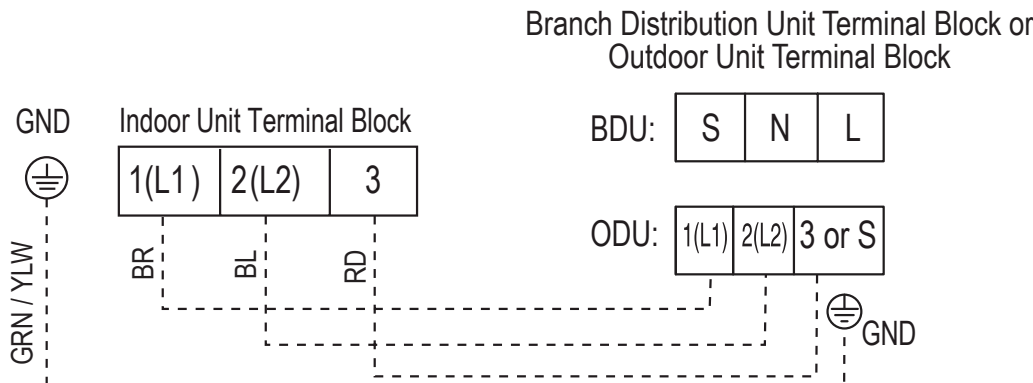 Branch Distribution Unit Terminal Block or
Outdoor Unit Terminal Block
GND
Indoor Unit Terminal Block
BDU:
S
N
L
1(L1 )
2(L2)
3
ODU:
1(L1)
2(L2)
3 or S
GRN / YLW
BR
BL
RD
GND